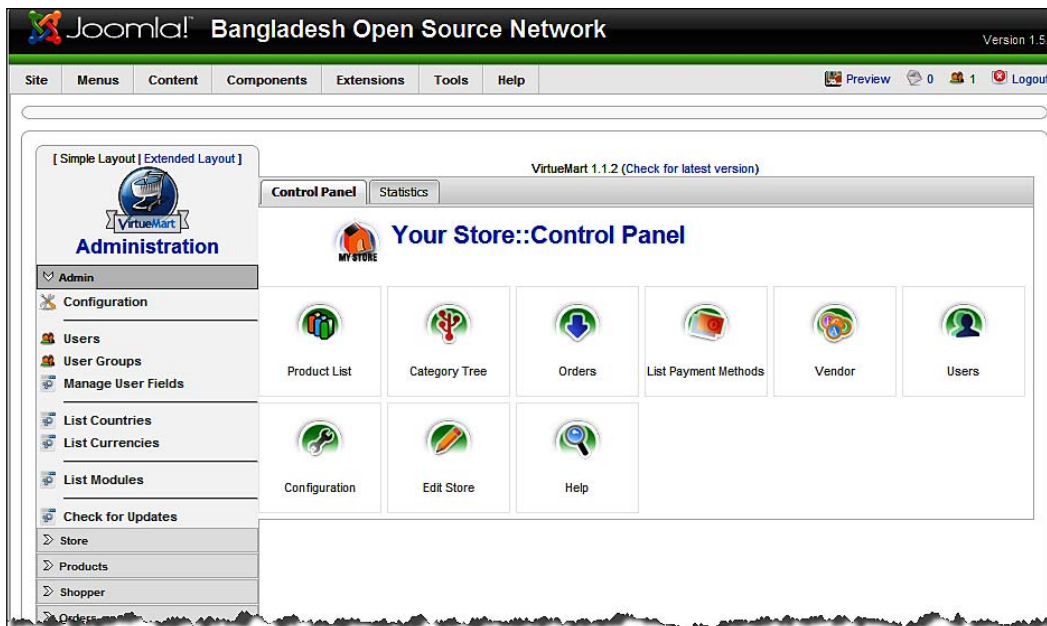 Joomla! Bangladesh Open Source Network
Version 1.5.
Site Menus Content Components Extensions Tools Help Preview 0 1 Logout
[ Simple Layout | Extended Layout ]
VirtueMart
Administration
Admin
Configuration
Users
User Groups
Manage User Fields
List Countries
List Currencies
List Modules
Check for Updates
Store
Products
Shopper
Orders
VirtueMart 1.1.2 (Check for latest version)
Control Panel Statistics
MY STORE
Your Store::Control Panel
Product List Category Tree Orders List Payment Methods Vendor Users
Configuration Edit Store Help